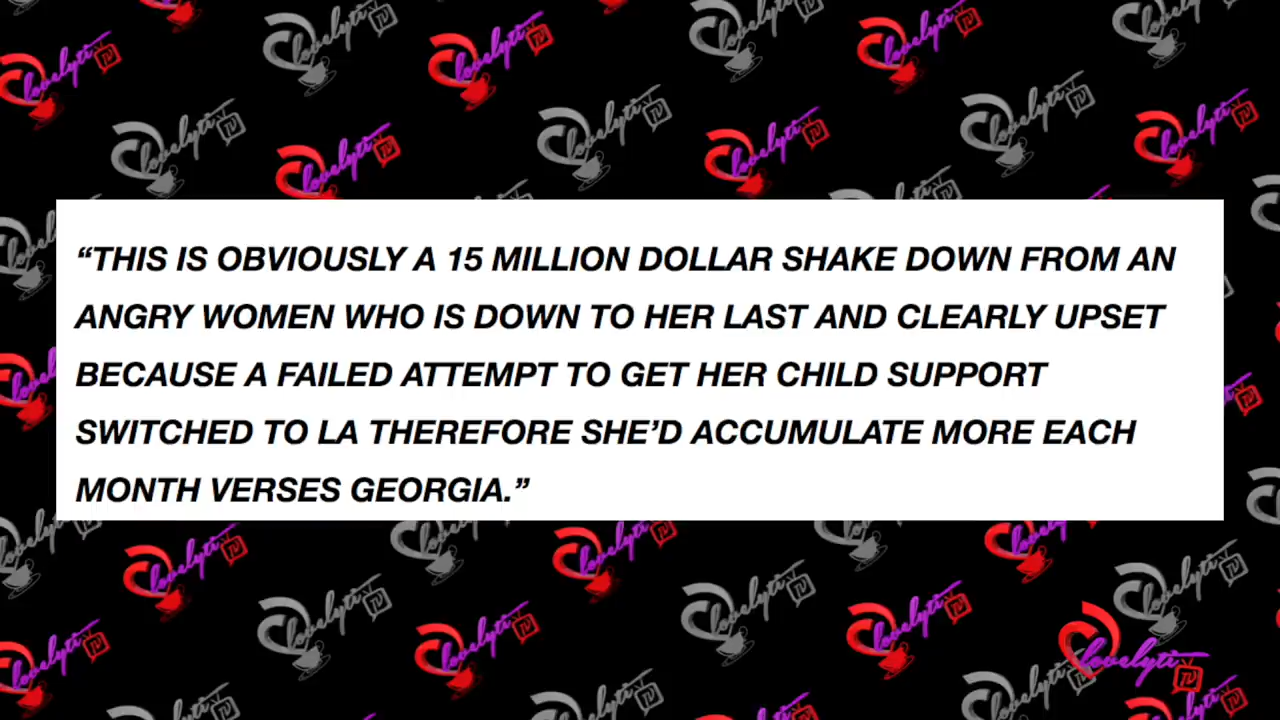 “THIS IS OBVIOUSLY A 15 MILLION DOLLAR SHAKE DOWN FROM AN
ANGRY WOMEN WHO IS DOWN TO HER LAST AND CLEARLY UPSET
BECAUSE A FAILED ATTEMPT TO GET HER CHILD SUPPORT
SWITCHED TO LA THEREFORE SHE’D ACCUMULATE MORE EACH
MONTH VERSES GEORGIA.”
Lovelyti TV